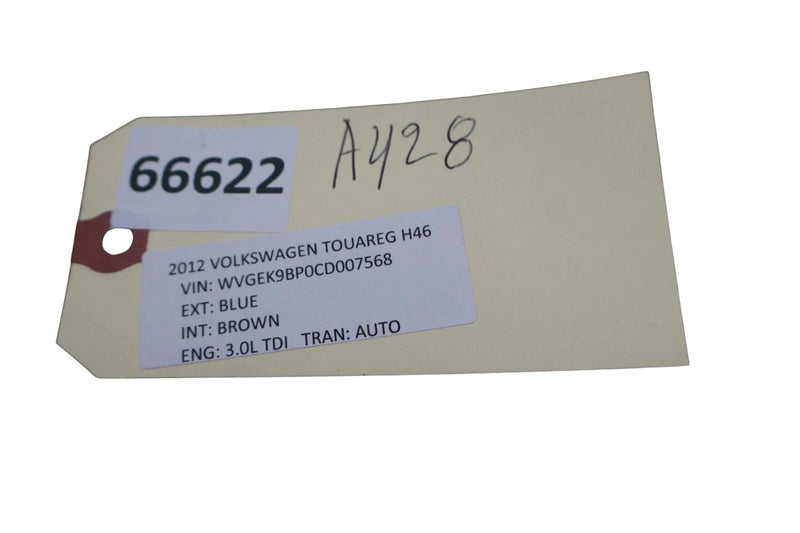 66622
A428
2012 VOLKSWAGEN TOUAREG H46
VIN: WVGEK9BP0CD007568
EXT: BLUE
INT: BROWN
ENG: 3.0L TDI TRAN: AUTO